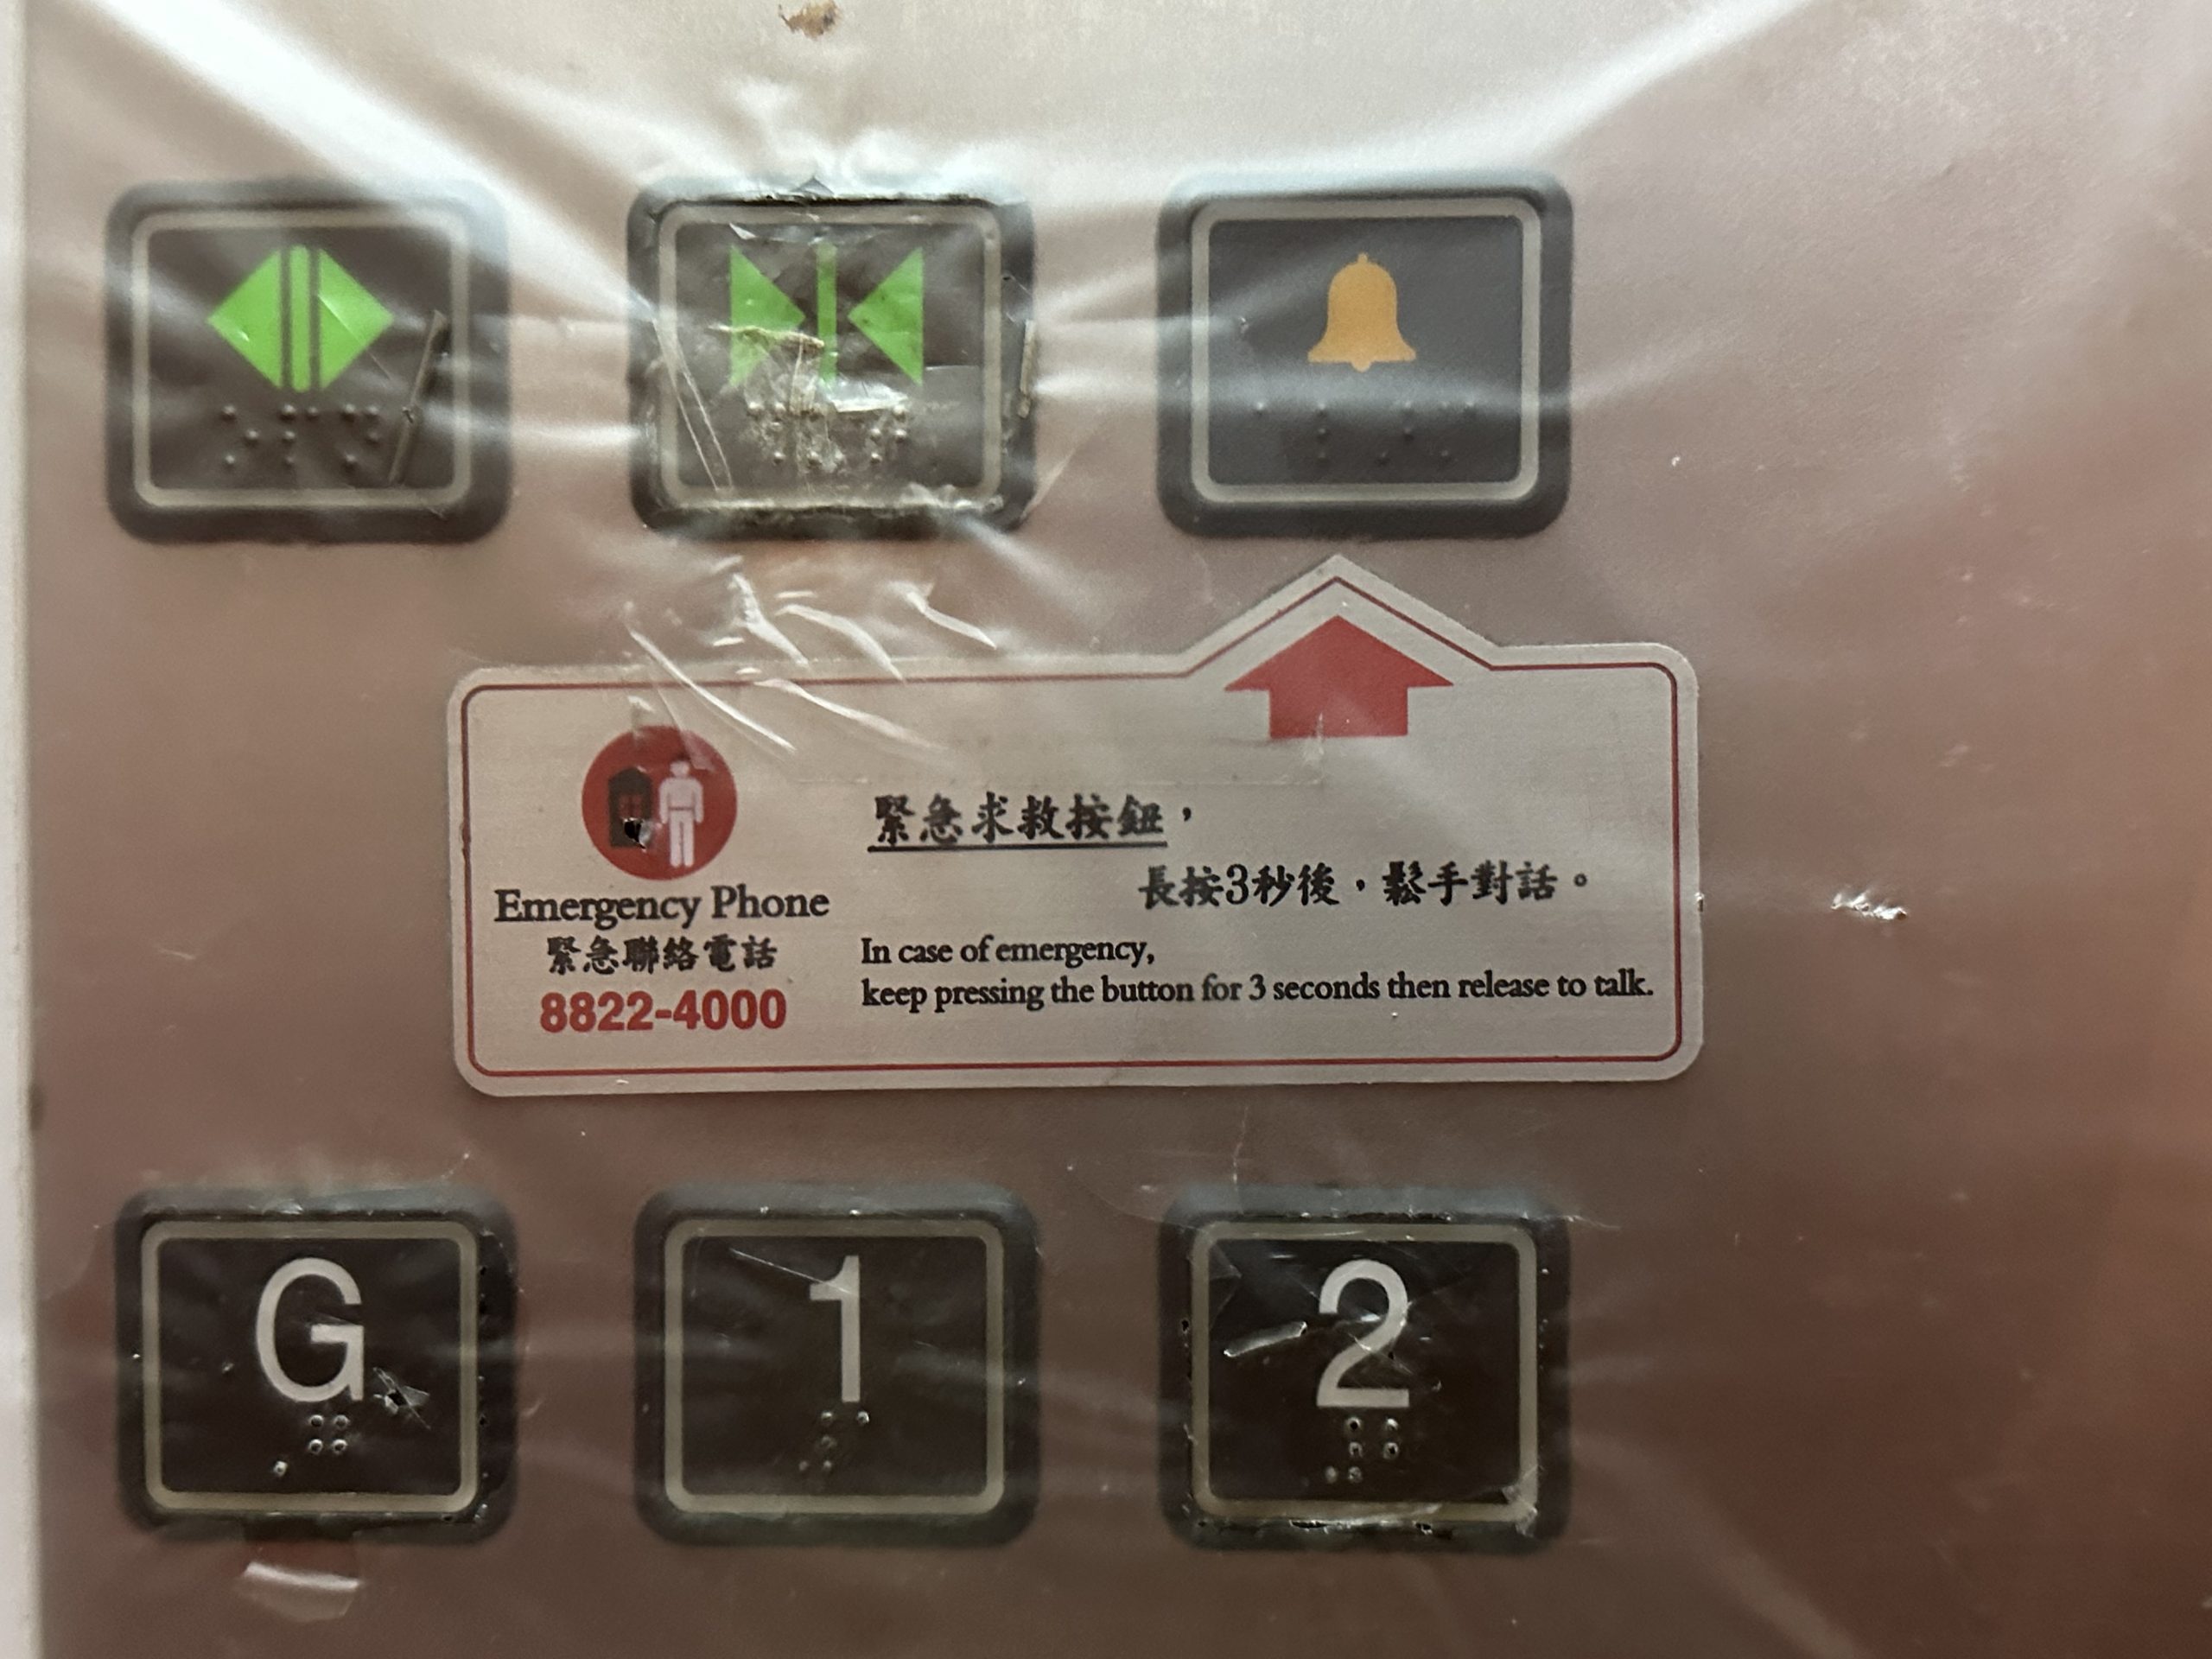 緊急求救按鈕，
長按3秒後，鬆手對話。
In case of emergency,
keep pressing the button for 3 seconds then release to talk.
Emergency Phone
緊急聯絡電話
8822-4000
G
1
2